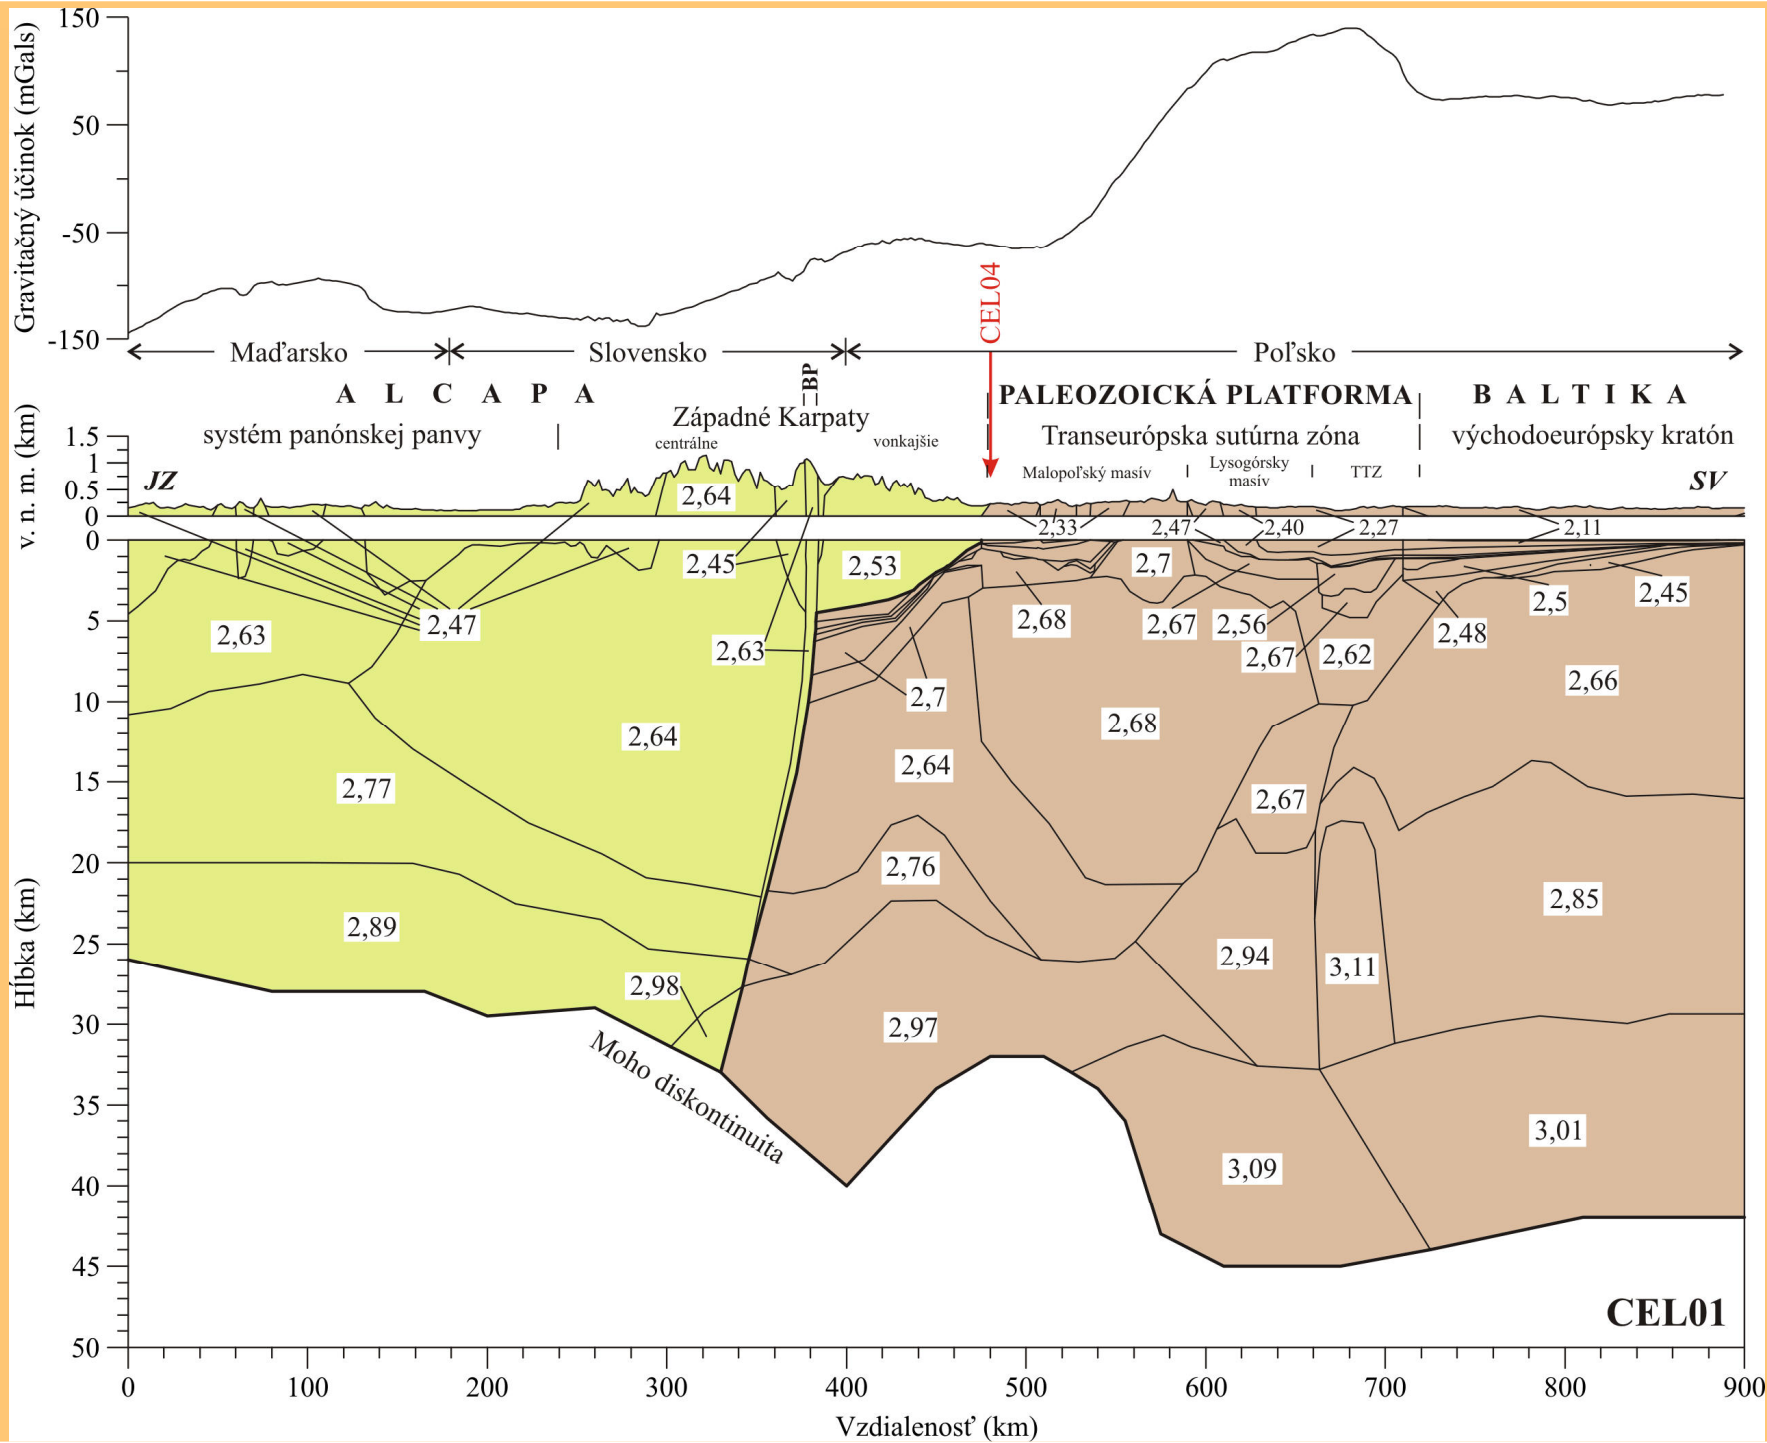 Gravitačný účinok (mGals)
150
50
-50
-150
CEL04
Maďarsko
Slovensko
Poľsko
A L C A P A
BP
PALEOZOICKÁ PLATFORMA
B A L T I K A
Západné Karpaty
systém panónskej panvy
centrálne
vonkajšie
Transeurópska sutúrna zóna
východoeurópsky kratón
Malopoľský masív
Lysogórsky
masív
TTZ
v. n. m. (km)
1.5
1
0.5
0
JZ
SV
2,64
2,33
2,47
2,40
2,27
2,11
Hĺbka (km)
0
5
10
15
20
25
30
35
40
45
50
2,45
2,53
2,7
2,63
2,47
2,63
2,68
2,67
2,56
2,67
2,62
2,48
2,5
2,45
2,66
2,7
2,64
2,68
2,64
2,77
2,67
2,76
2,89
2,85
2,98
2,94
3,11
2,97
Moho diskontinuita
3,09
3,01
CEL01
0
100
200
300
400
500
600
700
800
900
Vzdialenosť (km)